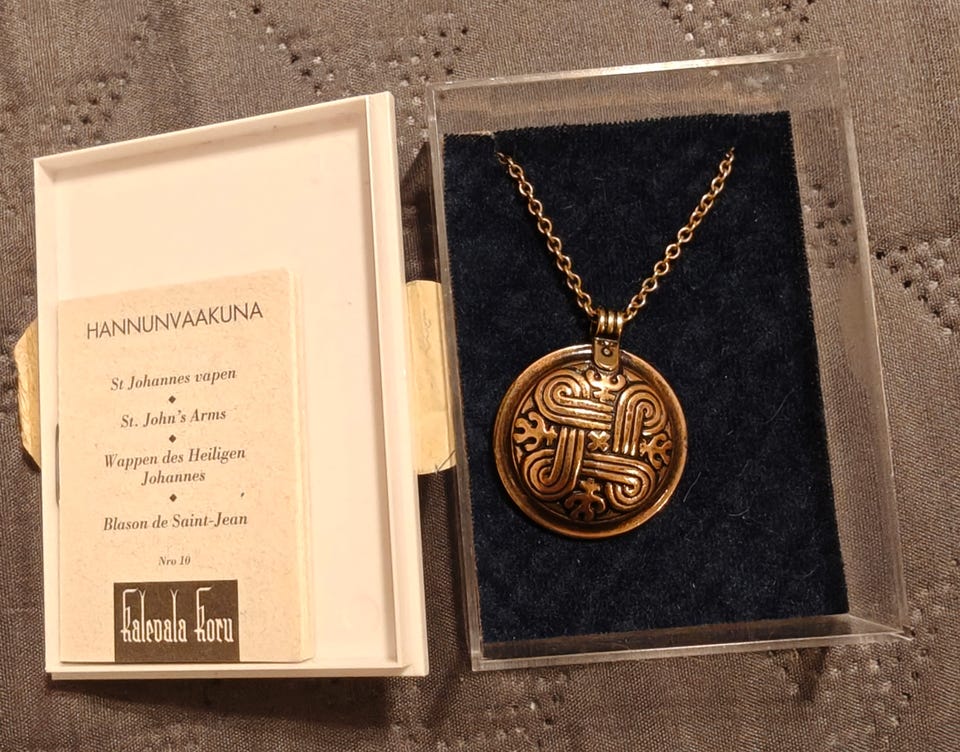 HANNUNVAAKUNA
St Johannes vapen
◆
St. John's Arms
◆
Wappen des Heiligen
Johannes
◆
Blason de Saint-Jean
Nro 10
kalevala koru